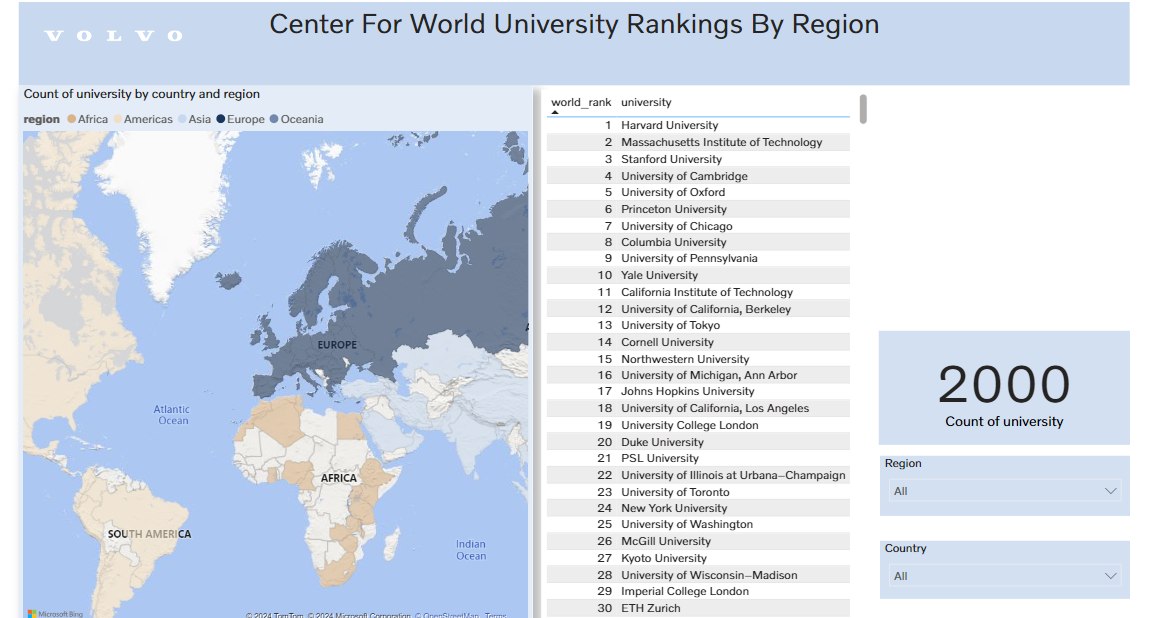 VOLVO
Center For World University Rankings By Region
Count of university by country and region
region Africa Americas Asia Europe Oceania
EUROPE
Atlantic
Ocean
AFRICA
SOUTH AMERICA
Indian
Ocean
Microsoft Bing
© 2024 TomTom, © 2024 Microsoft Corporation, © OpenStreetMap Terms
world_rank university
1 Harvard University
2 Massachusetts Institute of Technology
3 Stanford University
4 University of Cambridge
5 University of Oxford
6 Princeton University
7 University of Chicago
8 Columbia University
9 University of Pennsylvania
10 Yale University
11 California Institute of Technology
12 University of California, Berkeley
13 University of Tokyo
14 Cornell University
15 Northwestern University
16 University of Michigan, Ann Arbor
17 Johns Hopkins University
18 University of California, Los Angeles
19 University College London
20 Duke University
21 PSL University
22 University of Illinois at Urbana–Champaign
23 University of Toronto
24 New York University
25 University of Washington
26 McGill University
27 Kyoto University
28 University of Wisconsin–Madison
29 Imperial College London
30 ETH Zurich
2000
Count of university
Region
All
Country
All